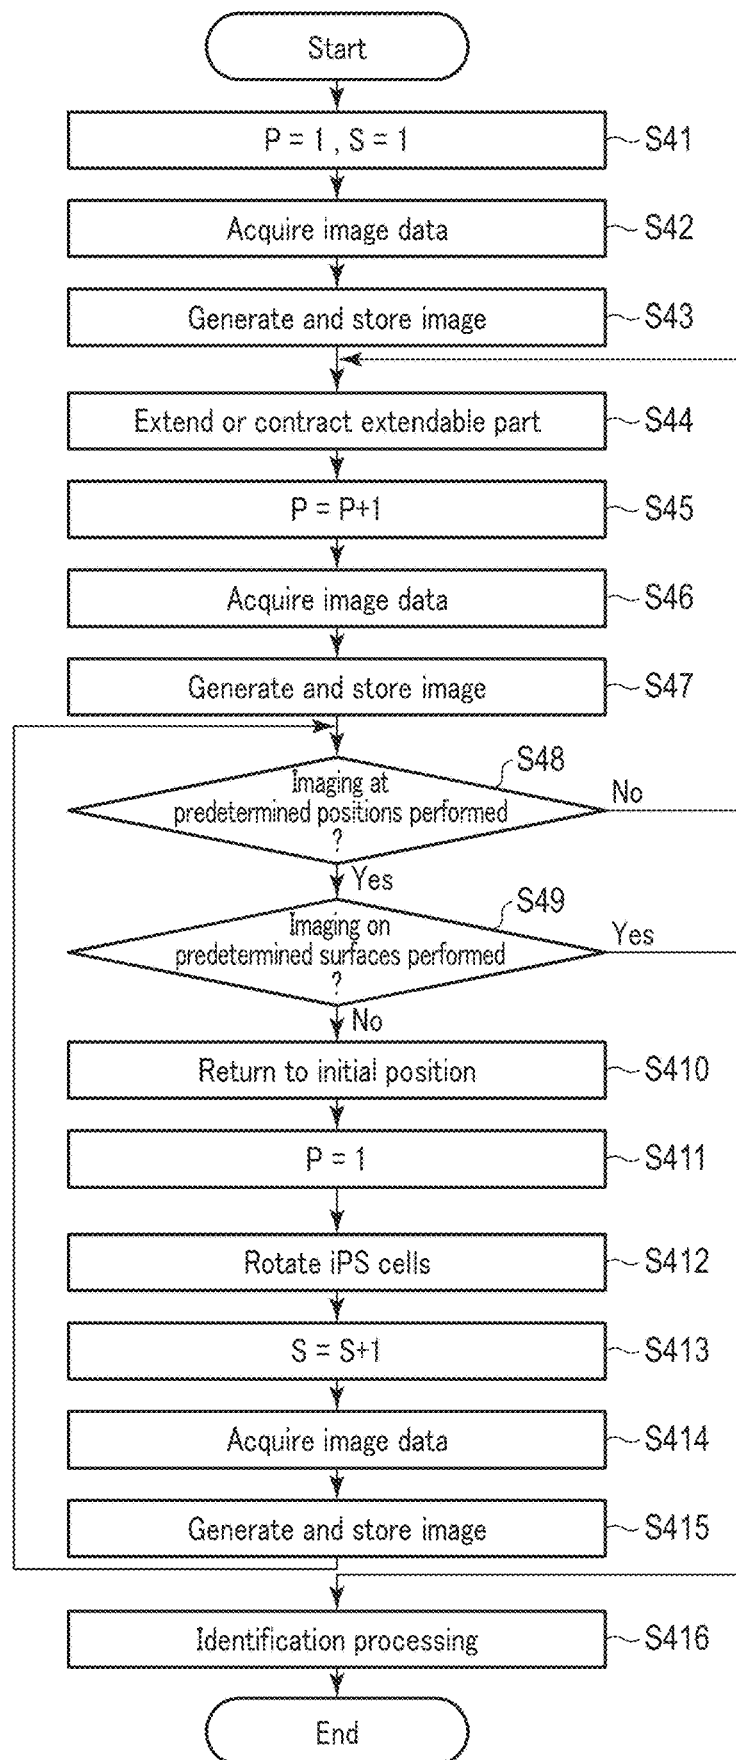 Start
P = 1 , S = 1
S41
Acquire image data
S42
Generate and store image
S43
Extend or contract extendable part
S44
P = P+1
S45
Acquire image data
S46
Generate and store image
S47
S48
Imaging at
predetermined positions performed
?
No
Yes
S49
Imaging on
predetermined surfaces performed
?
Yes
No
Return to initial position
S410
P = 1
S411
Rotate iPS cells
S412
S = S+1
S413
Acquire image data
S414
Generate and store image
S415
Identification processing
S416
End